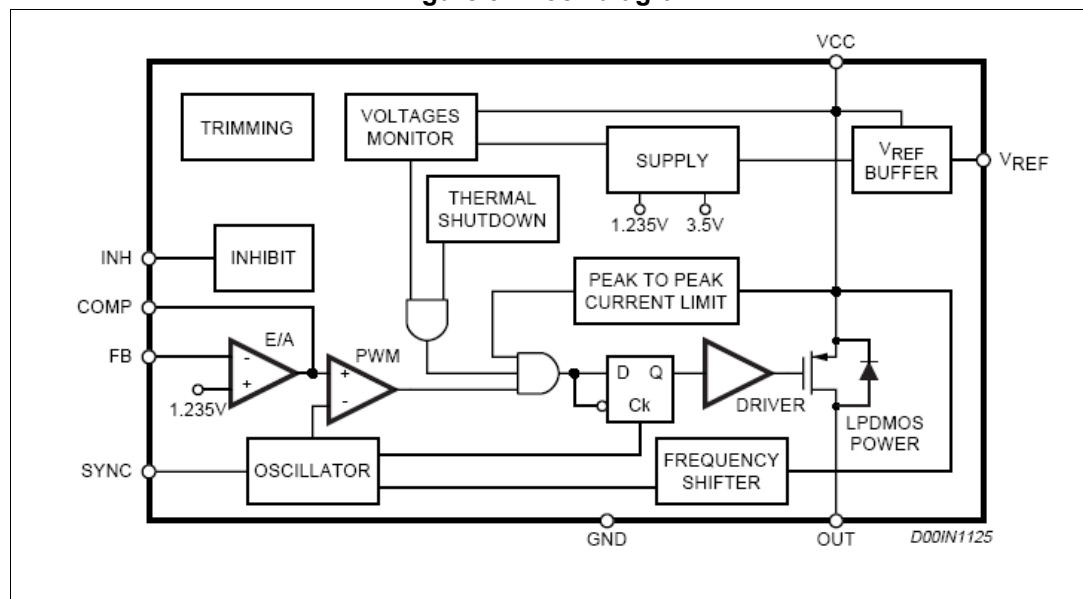 VCC
TRIMMING
VOLTAGES
MONITOR
SUPPLY
VREF
BUFFER
VREF
THERMAL
SHUTDOWN
1.235V 3.5V
INH
INHIBIT
COMP
PEAK TO PEAK
CURRENT LIMIT
FB
E/A
-
+
1.235V
PWM
+
-
D Q
Ck
DRIVER
LPDMOS
POWER
SYNC
OSCILLATOR
FREQUENCY
SHIFTER
GND
OUT
D00IN1125